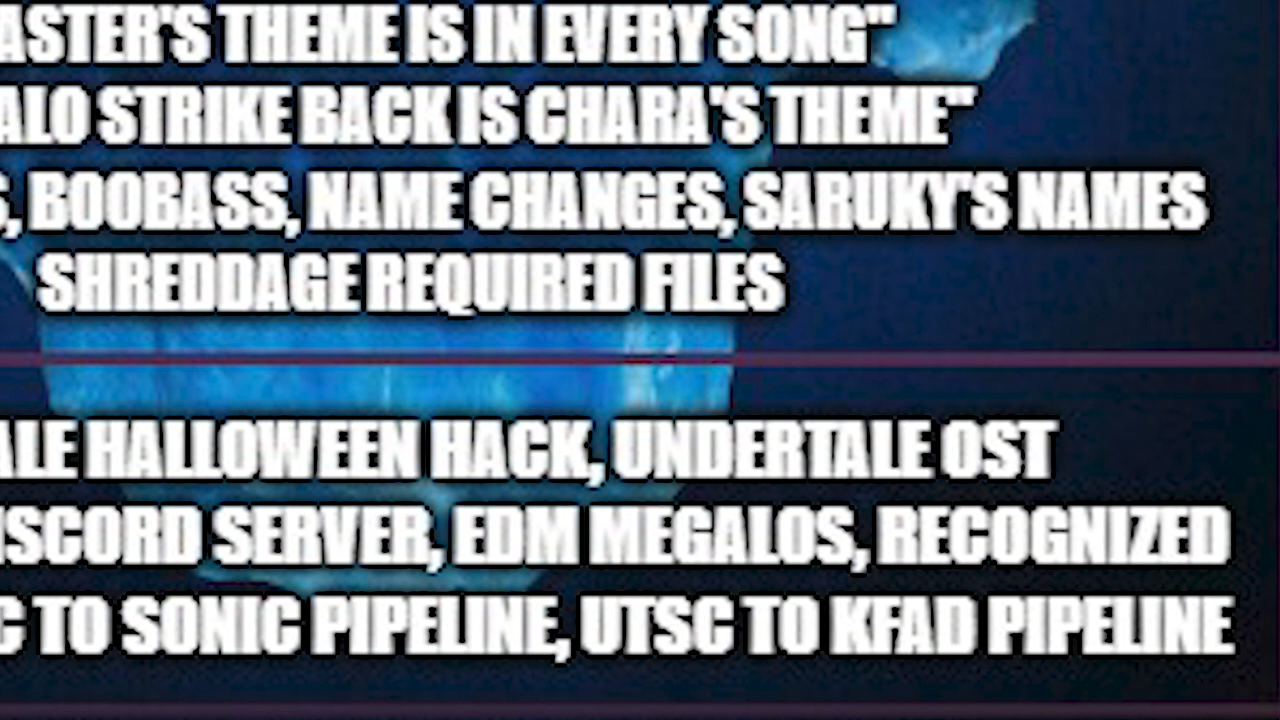 ASTER'S THEME IS IN EVERY SONG"
ALO STRIKE BACK IS CHARA'S THEME"
S, BOOBASS, NAME CHANGES, SARUKY'S NAMES
SHREDDAGE REQUIRED FILES
ALE HALLOWEEN HACK, UNDERTALE OST
ISCORD SERVER, EDM MEGALOS, RECOGNIZED
C TO SONIC PIPELINE, UTSC TO KFAD PIPELINE